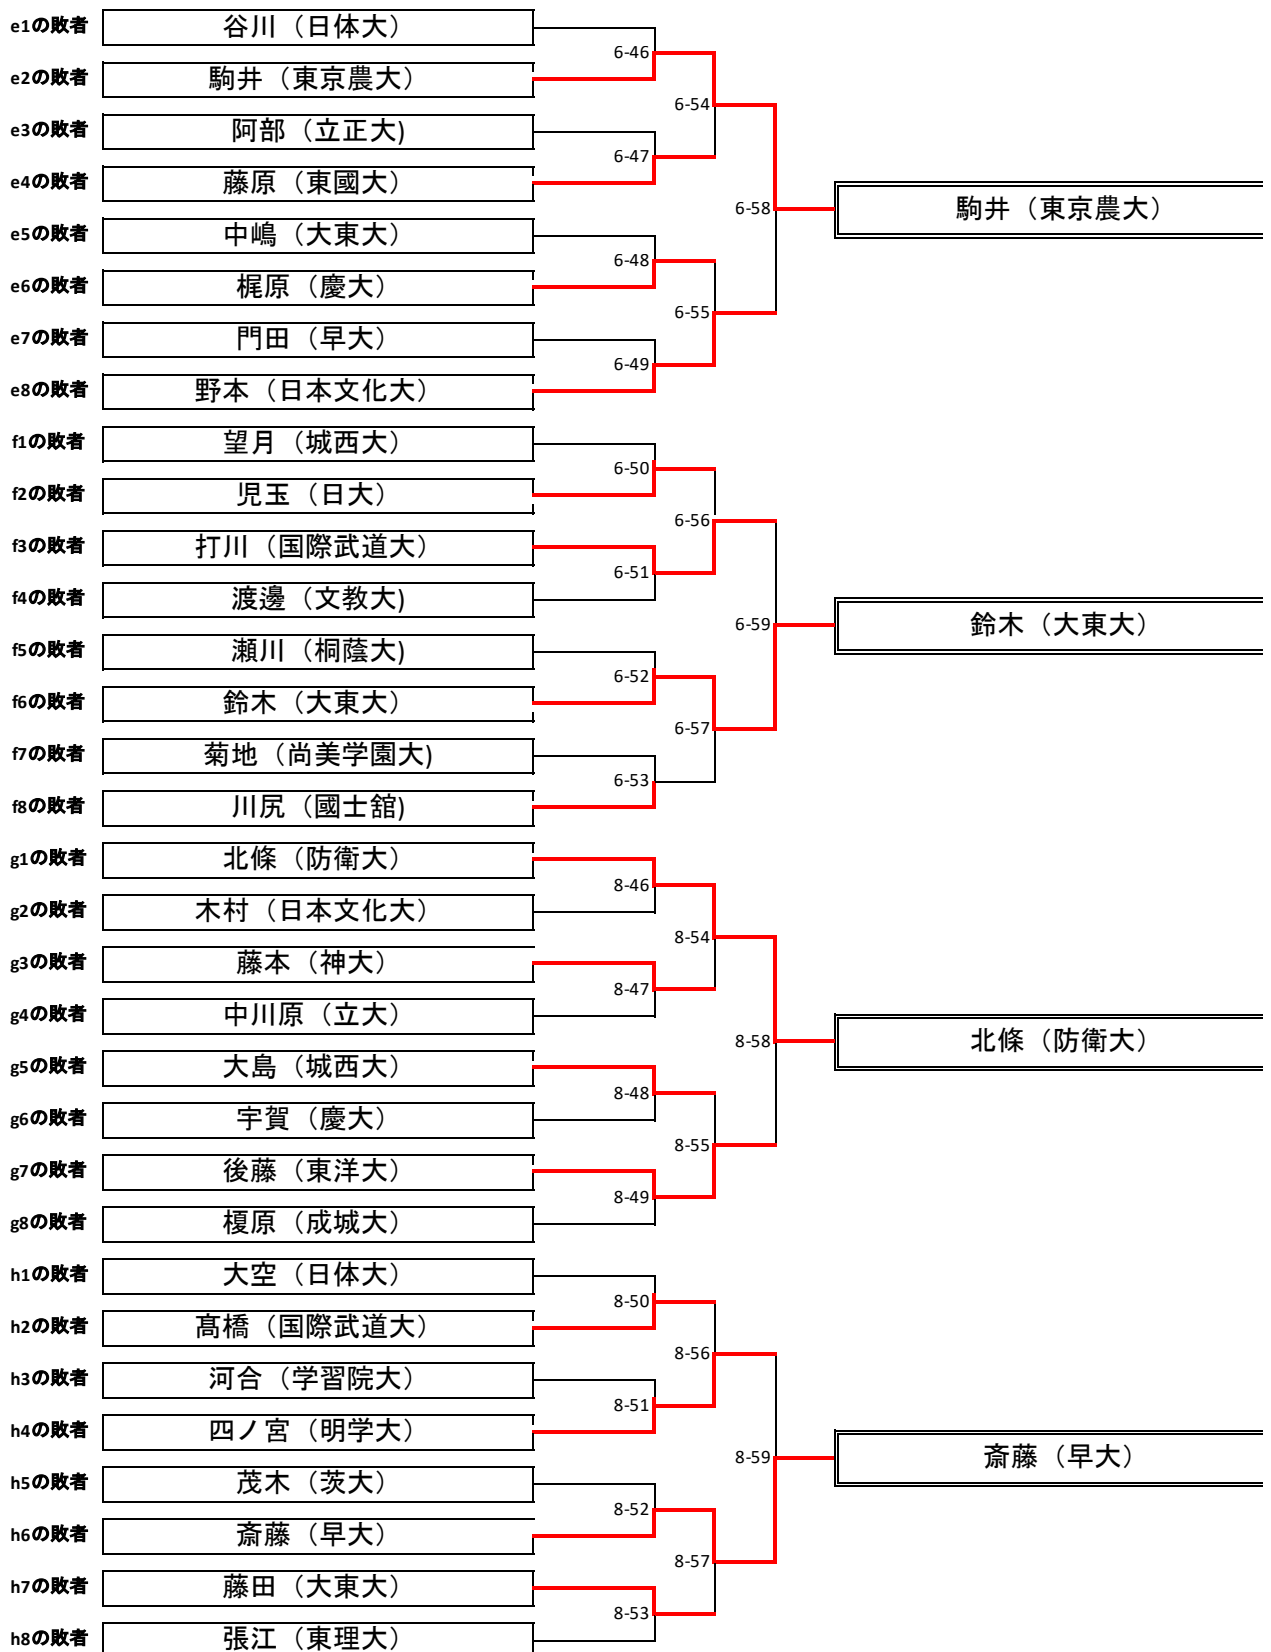 e1の敗者 谷川（日体大）
6-46
e2の敗者 駒井（東京農大）
6-54
e3の敗者 阿部（立正大)
6-47
e4の敗者 藤原（東國大）
6-58 駒井（東京農大）
e5の敗者 中嶋（大東大）
6-48
e6の敗者 梶原（慶大）
6-55
e7の敗者 門田（早大）
6-49
e8の敗者 野本（日本文化大）
f1の敗者 望月（城西大）
6-50
f2の敗者 児玉（日大）
6-56
f3の敗者 打川（国際武道大）
6-51
f4の敗者 渡邊（文教大)
6-59 鈴木（大東大）
f5の敗者 瀬川（桐蔭大)
6-52
f6の敗者 鈴木（大東大）
6-57
f7の敗者 菊地（尚美学園大)
6-53
f8の敗者 川尻（國士舘)
g1の敗者 北條（防衛大）
8-46
g2の敗者 木村（日本文化大）
8-54
g3の敗者 藤本（神大）
8-47
g4の敗者 中川原（立大）
8-58 北條（防衛大）
g5の敗者 大島（城西大）
8-48
g6の敗者 宇賀（慶大）
8-55
g7の敗者 後藤（東洋大）
8-49
g8の敗者 榎原（成城大）
h1の敗者 大空（日体大）
8-50
h2の敗者 髙橋（国際武道大）
8-56
h3の敗者 河合（学習院大）
8-51
h4の敗者 四ノ宮（明学大）
8-59 斎藤（早大）
h5の敗者 茂木（茨大）
8-52
h6の敗者 斎藤（早大）
8-57
h7の敗者 藤田（大東大）
8-53
h8の敗者 張江（東理大）